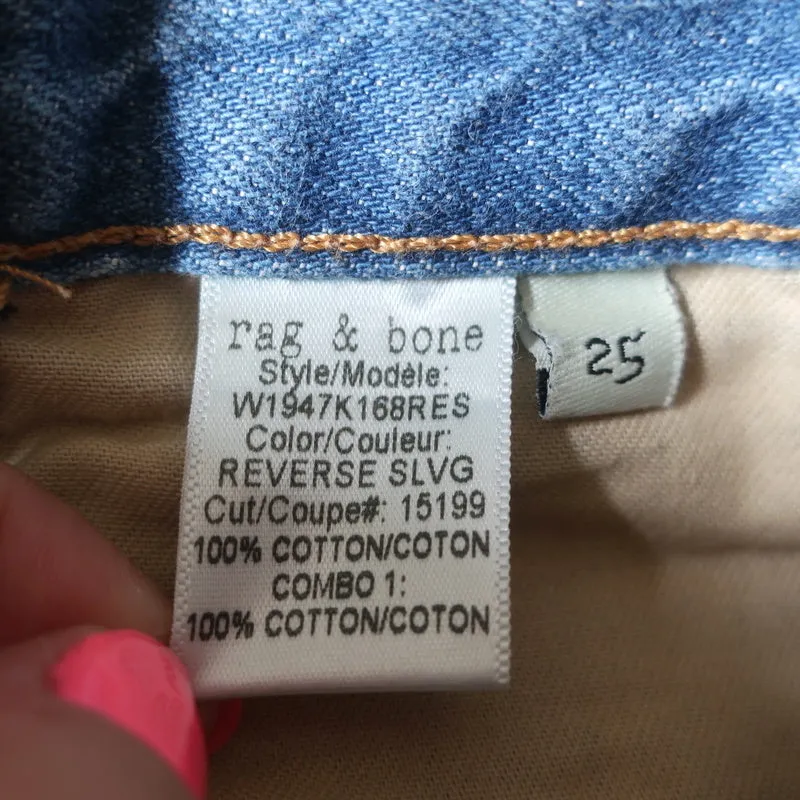 rag & bone
Style/Modèle:
W1947K168RES
Color/Couleur:
REVERSE SLVG
Cut/Coupe#: 15199
100% COTTON/COTON
COMBO 1:
100% COTTON/COTON
25